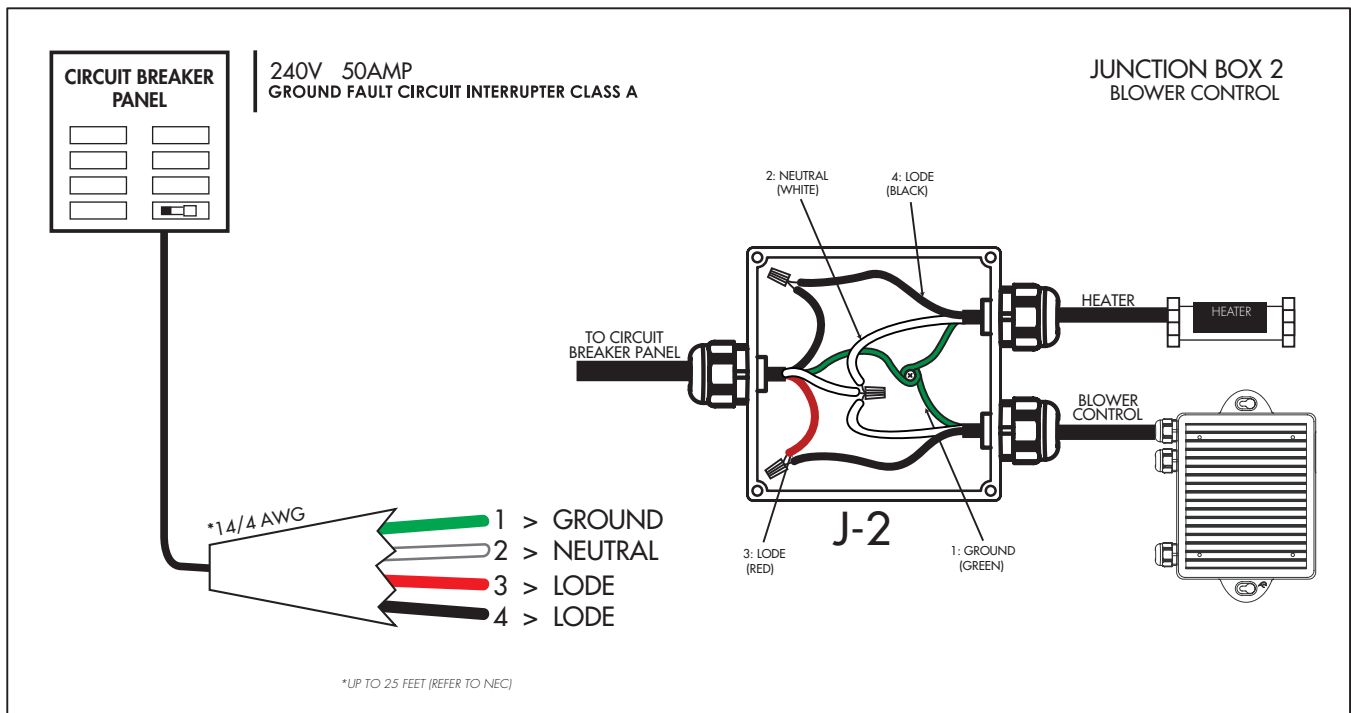 CIRCUIT BREAKER
PANEL
240V 50AMP
GROUND FAULT CIRCUIT INTERRUPTER CLASS A
JUNCTION BOX 2
BLOWER CONTROL
2: NEUTRAL
(WHITE)
4: LODE
(BLACK)
TO CIRCUIT
BREAKER PANEL
HEATER
HEATER
BLOWER
CONTROL
J-2
3: LODE
(RED)
1: GROUND
(GREEN)
*14/4 AWG
1 > GROUND
2 > NEUTRAL
3 > LODE
4 > LODE
*UP TO 25 FEET (REFER TO NEC)